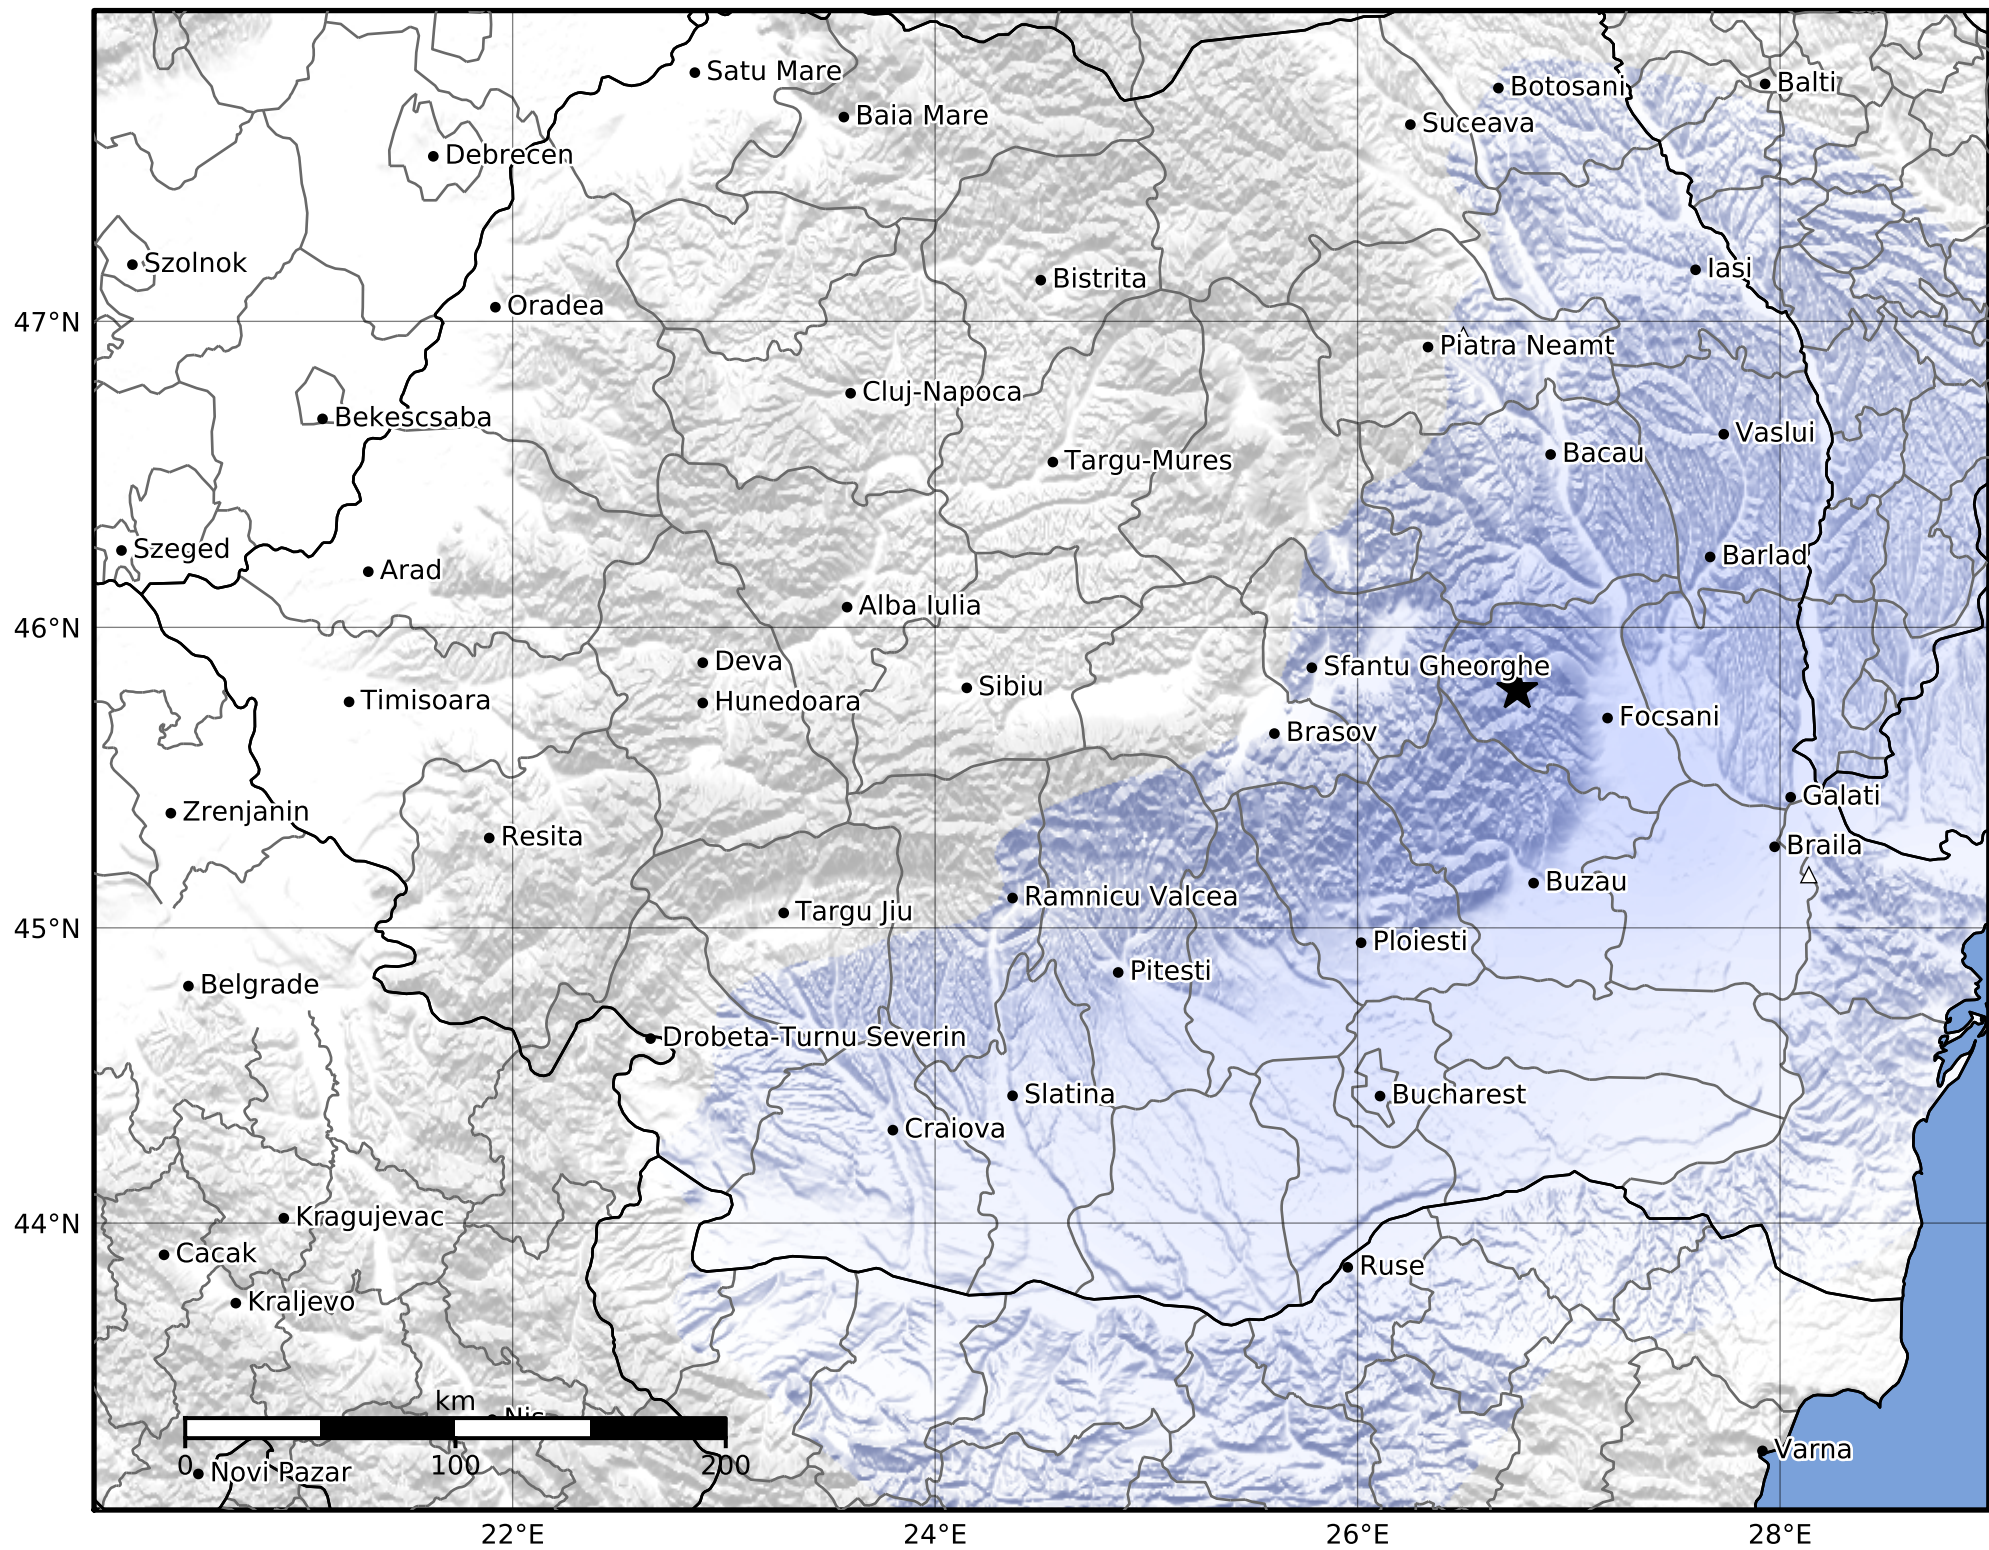 Satu Mare
Botosani
Balti
Baia Mare
Suceava
Debrecen
Szolnok
Iasi
Bistrita
Oradea
47°N
Piatra Neamt
Cluj-Napoca
Bekescsaba
Vaslui
Bacau
Targu-Mures
Szeged
Barlad
Arad
Alba Iulia
46°N
Deva
Sfantu Gheorghe
Sibiu
Timisoara
Hunedoara
Focsani
Brasov
Galati
Zrenjanin
Resita
Braila
Buzau
Ramnicu Valcea
Targu Jiu
45°N
Ploiesti
Pitesti
Belgrade
Drobeta-Turnu Severin
Slatina
Bucharest
Craiova
Kragujevac
44°N
Cacak
Ruse
Kraljevo
km
Nis
Varna
0 100 200
Novi Pazar
22°E 24°E 26°E 28°E